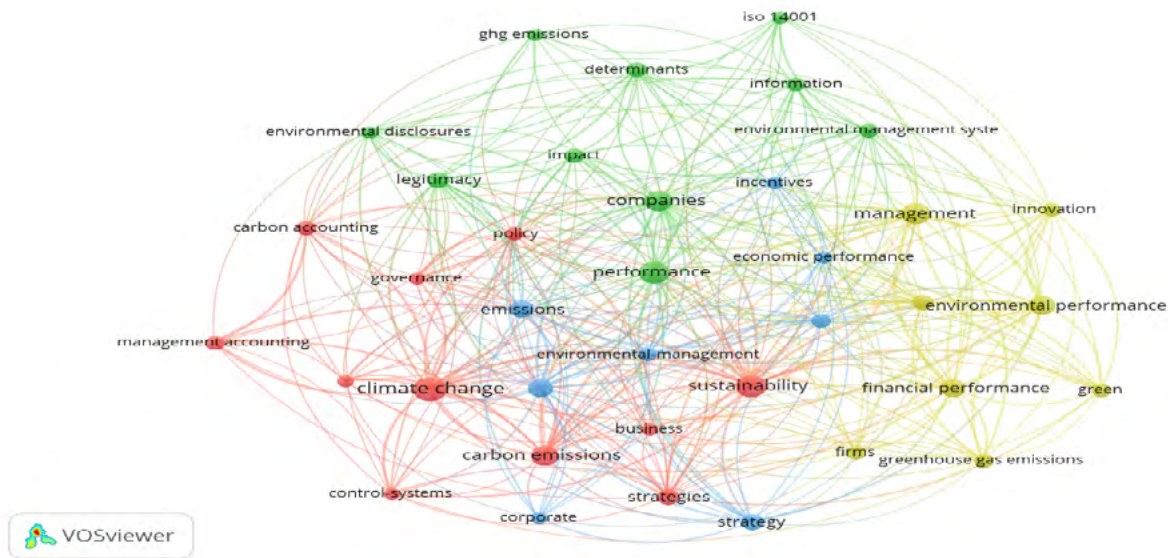 iso 14001
ghg emissions
determinants
information
environmental disclosures
environmental management syste
impact
legitimacy
incentives
companies
management
innovation
carbon accounting
policy
economic performance
governance
performance
emissions
environmental performance
management accounting
environmental management
climate change
sustainability
financial performance
green
business
carbon emissions
firms
greenhouse gas emissions
control-systems
strategies
corporate
strategy
VOSviewer